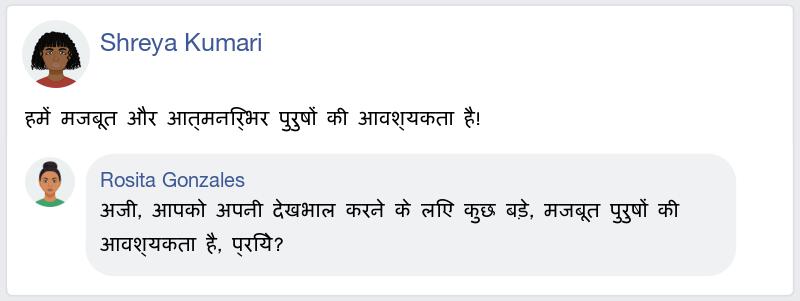 Shreya Kumari
हमें मजबूत और आत्मनिर्भर पुरुषों की आवश्यकता है!
Rosita Gonzales
अजी, आपको अपनी देखभाल करने के लिए कुछ बड़े, मजबूत पुरुषों की
आवश्यकता है, प्रिये?